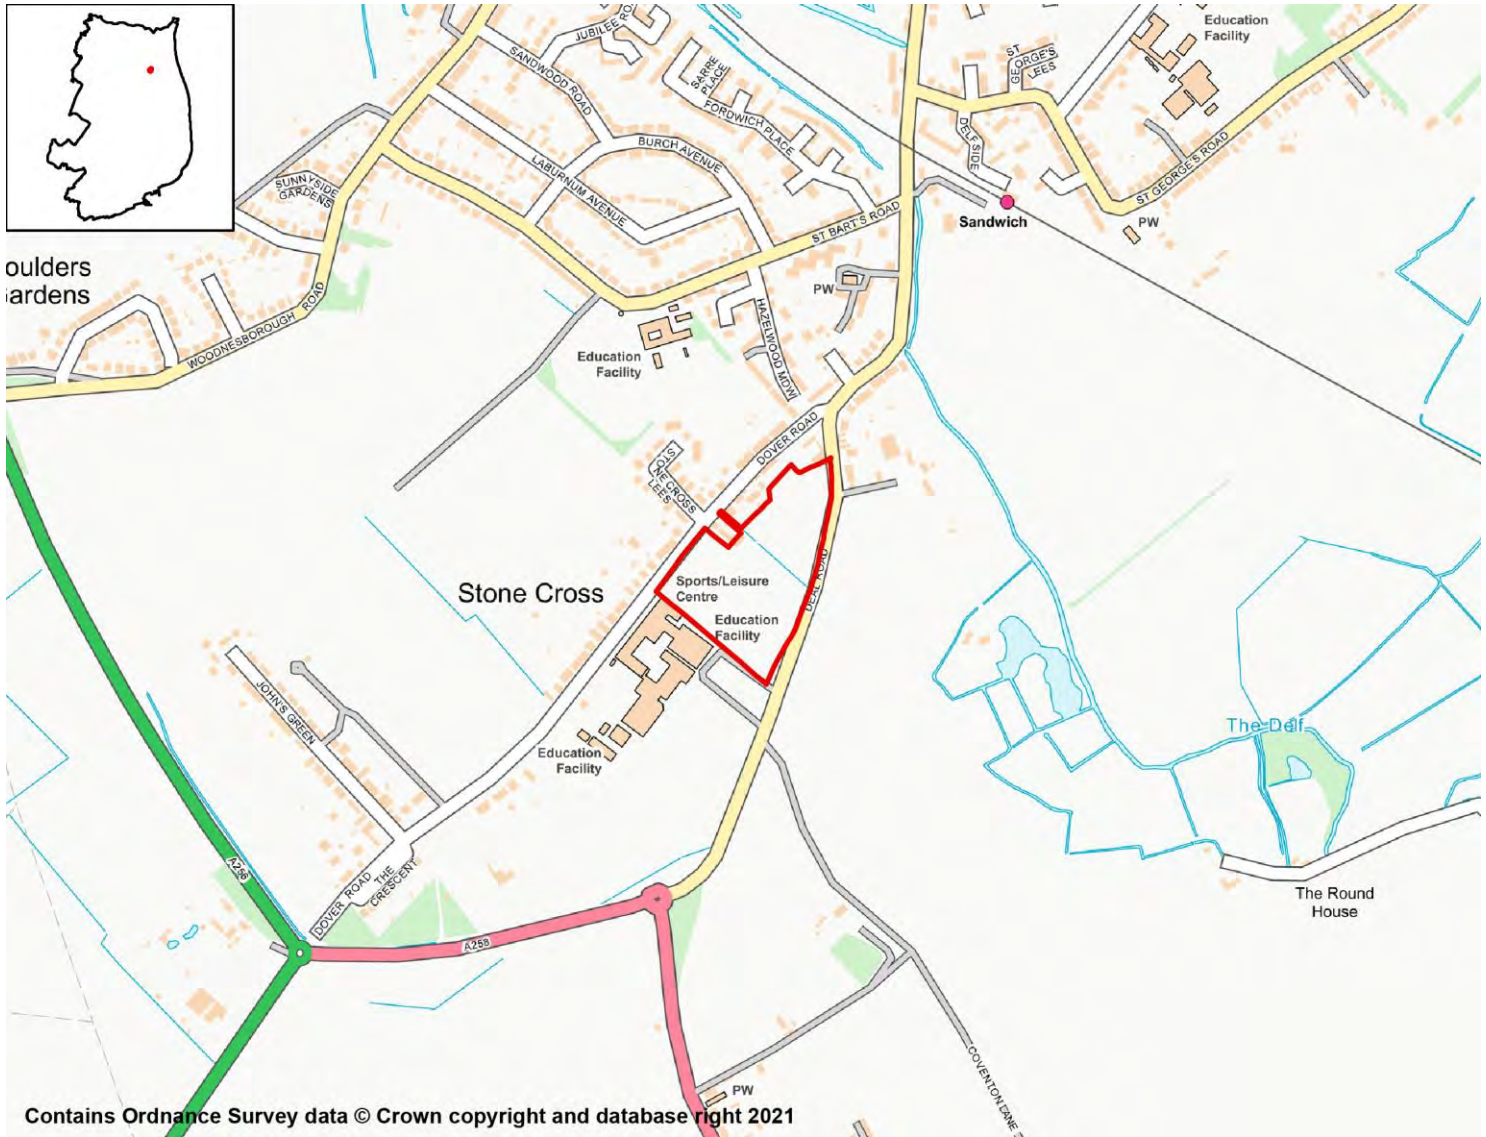 Education
Facility
JUBILEE RO
SANDWOOD ROAD
SARRE
PLACE
FORDWICH PLACE
ST
GEORGE'S
LEES
DELFSIDE
BURCH AVENUE
LABURNUM AVENUE
SUNNYSIDE
GARDENS
ST GEORGE'S ROAD
ST BART'S ROAD
Sandwich
PW
oulders
ardens
PW
WOODNESBOROUGH ROAD
HAZELWOOD MDW
Education
Facility
DOVER ROAD
STO
NE CROSS
LEES
Stone Cross
Sports/Leisure
Centre
Education
Facility
DEAL ROAD
JOHN'S GREEN
The Delf
Education
Facility
A256
THE
CRESCENT
DOVER ROAD
A258
The Round
House
COVENTON LANE
PW
Contains Ordnance Survey data © Crown copyright and database right 2021